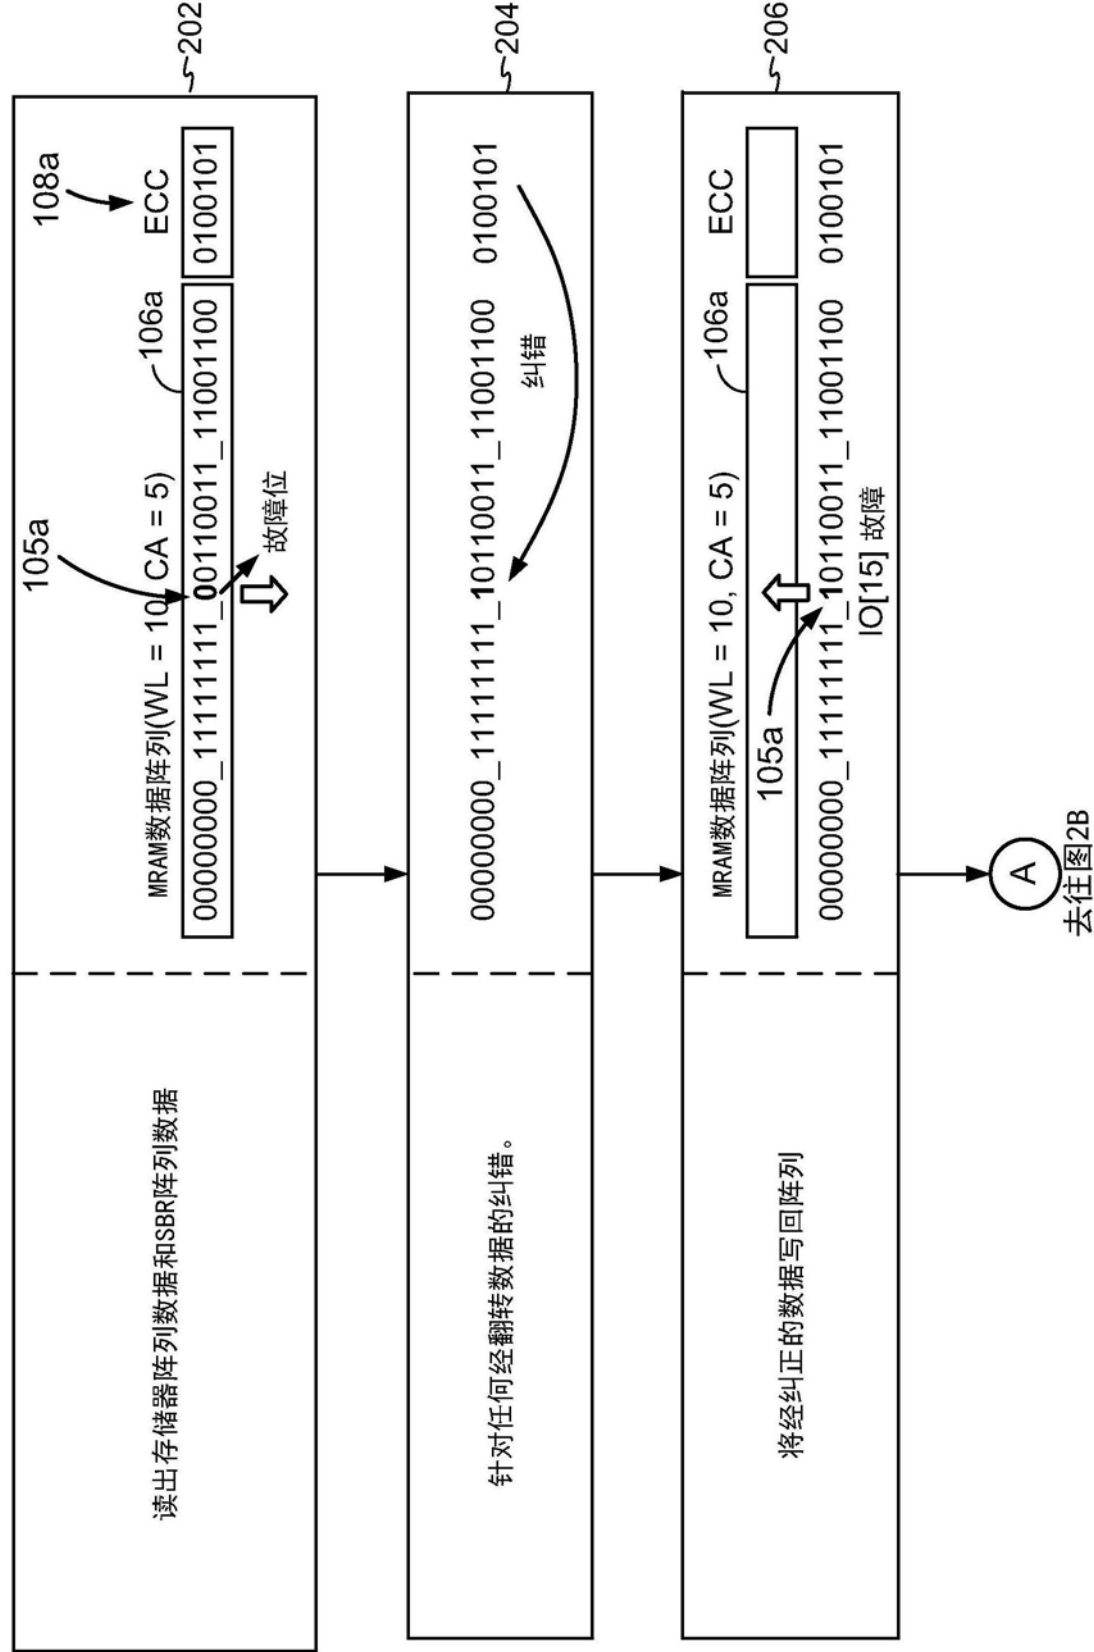 读出存储器阵列数据和SBR阵列数据
108a
105a
106a
MRAM数据阵列(WL = 10, CA = 5)
ECC
00000000_11111111_00110011_11001100
0100101
故障位
202
针对任何经翻转数据的纠错。
00000000_11111111_10110011_11001100
0100101
纠错
204
将经纠正的数据写回阵列
MRAM数据阵列(WL = 10, CA = 5)
106a
ECC
105a
00000000_11111111_10110011_11001100
0100101
IO[15] 故障
206
A
去往图2B